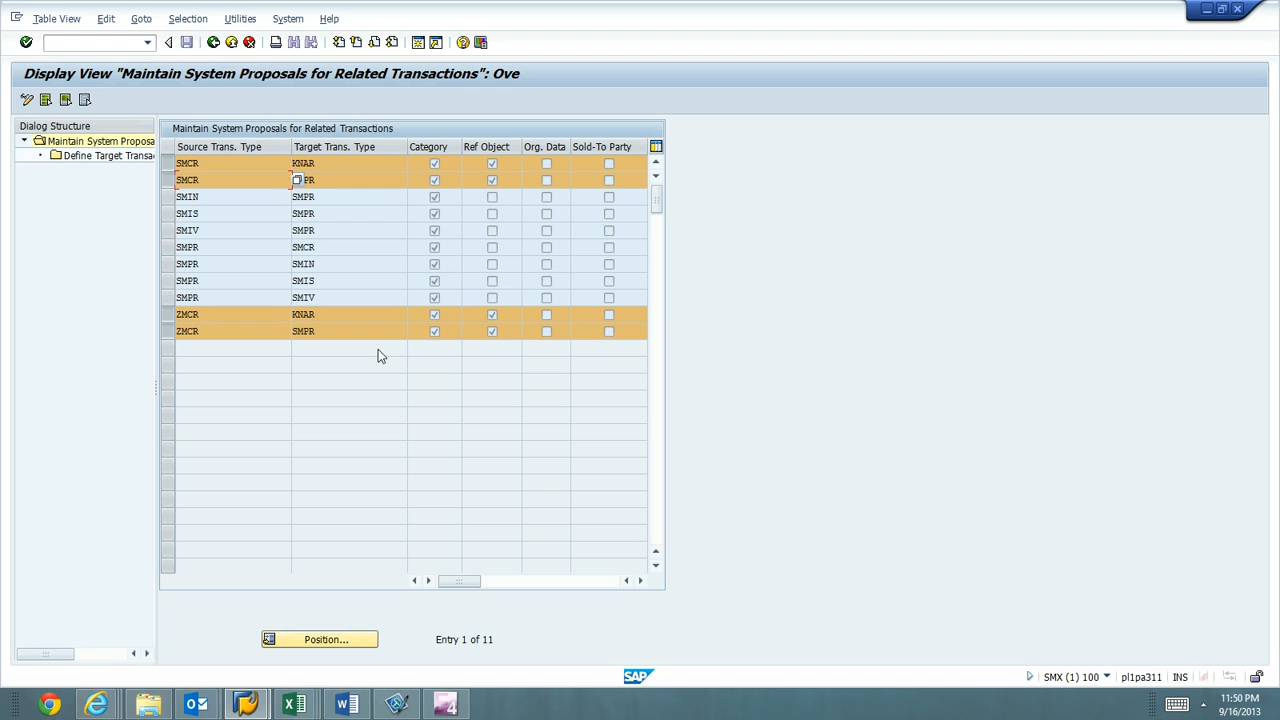 Table View Edit Goto Selection Utilities System Help
Display View "Maintain System Proposals for Related Transactions": Ove
Dialog Structure
Maintain System Proposa
Define Target Transac
Maintain System Proposals for Related Transactions
Source Trans. Type Target Trans. Type Category Ref Object Org. Data Sold-To Party
SMCR KNAR
SMCR PR
SMIN SMPR
SMIS SMPR
SMIV SMPR
SMPR SMCR
SMPR SMIN
SMPR SMIS
SMPR SMIV
ZMCR KNAR
ZMCR SMPR
Position... Entry 1 of 11
SAP SMX (1) 100 pl1pa311 INS
11:50 PM
9/16/2013